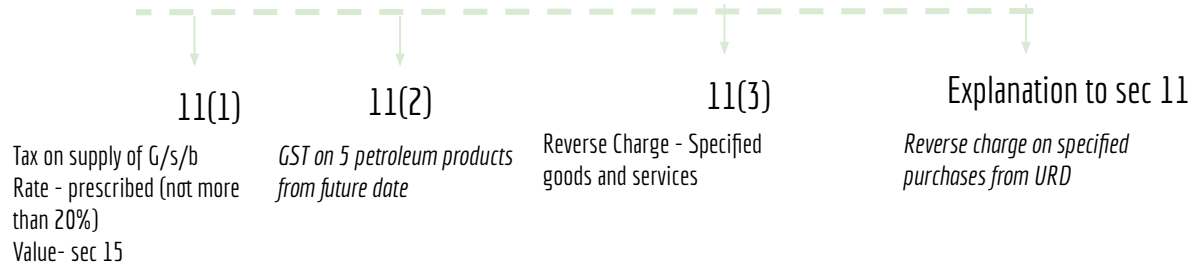 11(1)
Tax on supply of G/s/b
Rate - prescribed (not more
than 20%)
Value- sec 15
11(2)
GST on 5 petroleum products
from future date
11(3)
Reverse Charge - Specified
goods and services
Explanation to sec 11
Reverse charge on specified
purchases from URD